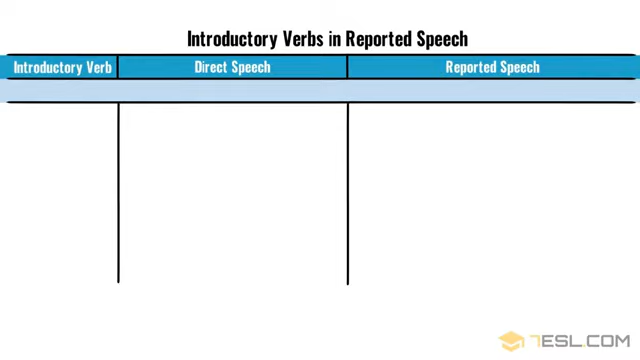 Introductory Verbs in Reported Speech
Introductory Verb Direct Speech Reported Speech
7ESL.COM